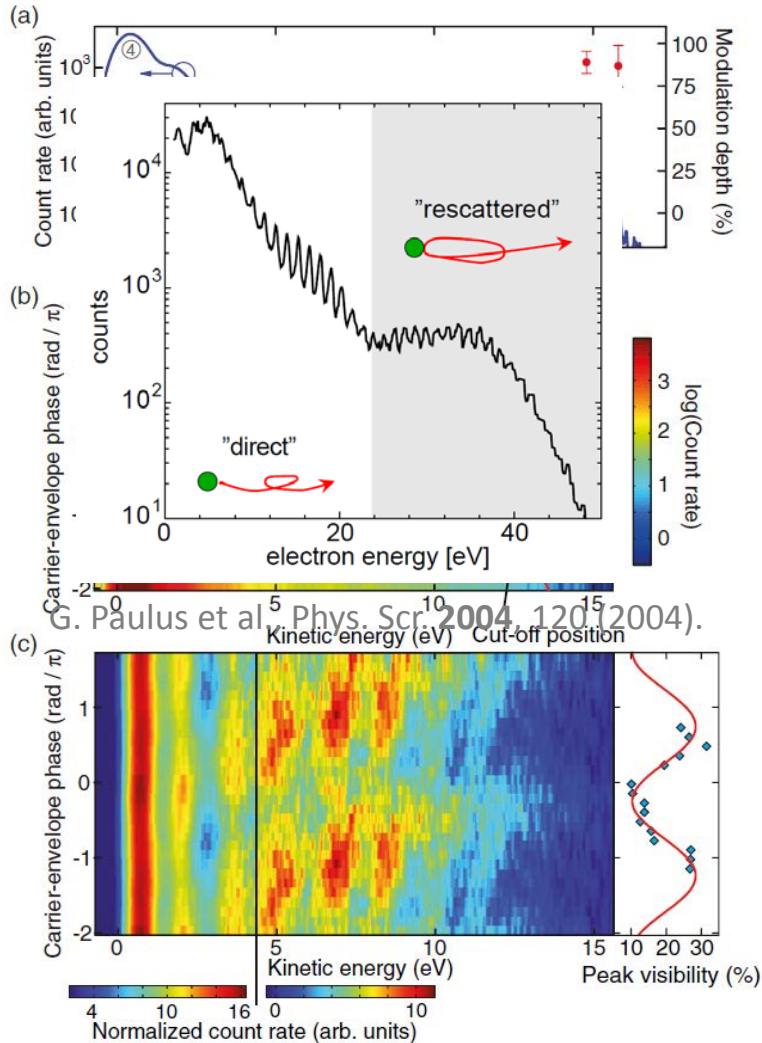 (a)
Count rate (arb. units)
10³
④
100
75
50
25
0
Modulation depth (%)
10⁴
10³
10²
10¹
counts
"rescattered"
"direct"
0
20
40
electron energy [eV]
(b)
Carrier-envelope phase (rad / π)
-2
0
5
10
15
Kinetic energy (eV)
Cut-off position
3
2
1
0
log(Count rate)
G. Paulus et al., Phys. Scr. 2004, 120 (2004).
(c)
Carrier-envelope phase (rad / π)
1
0
-1
-2
0
5
10
15
Kinetic energy (eV)
10
20
30
Peak visibility (%)
4
10
16
0
10
Normalized count rate (arb. units)